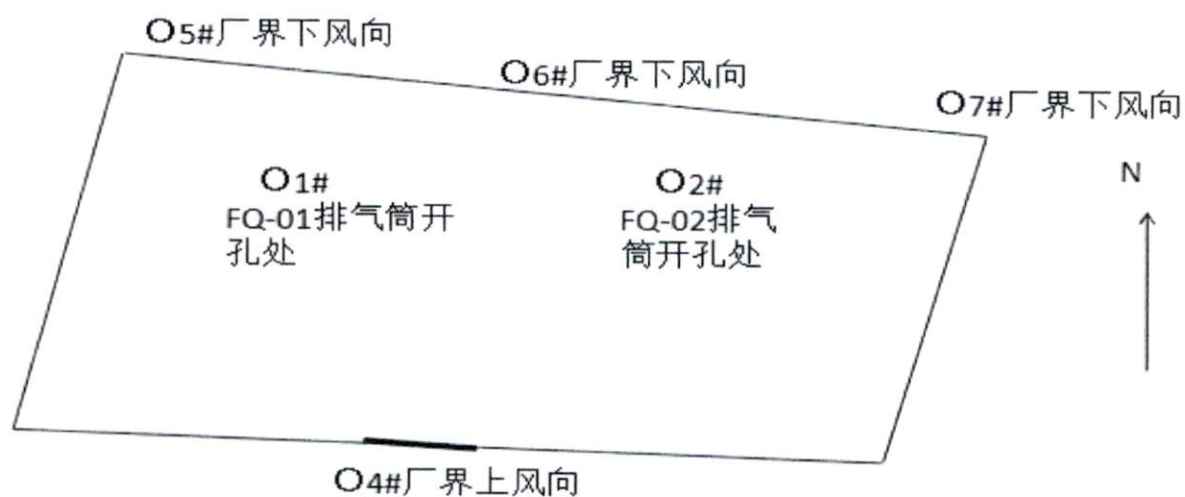 O5#厂界下风向
O6#厂界下风向
O7#厂界下风向
N
O1#
FQ-01排气筒开
孔处
O2#
FQ-02排气
筒开孔处
O4#厂界上风向